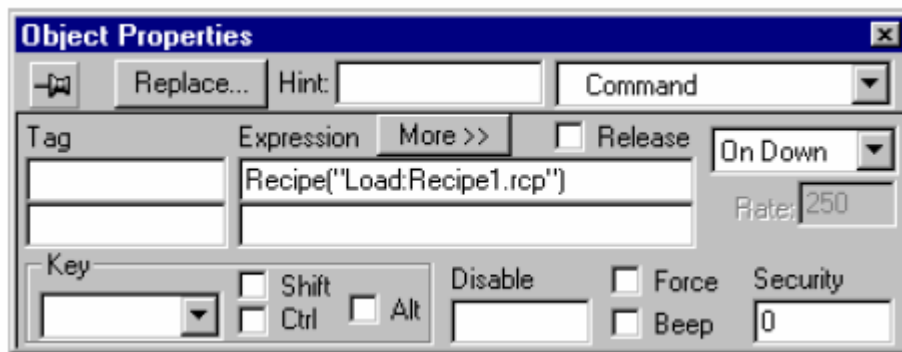 Object Properties
Replace... Hint: Command
Tag Expression More >> Release On Down
Recipe("Load:Recipe1.rcp")
Rate: 250
Key Shift Ctrl Alt Disable Force Beep Security 0